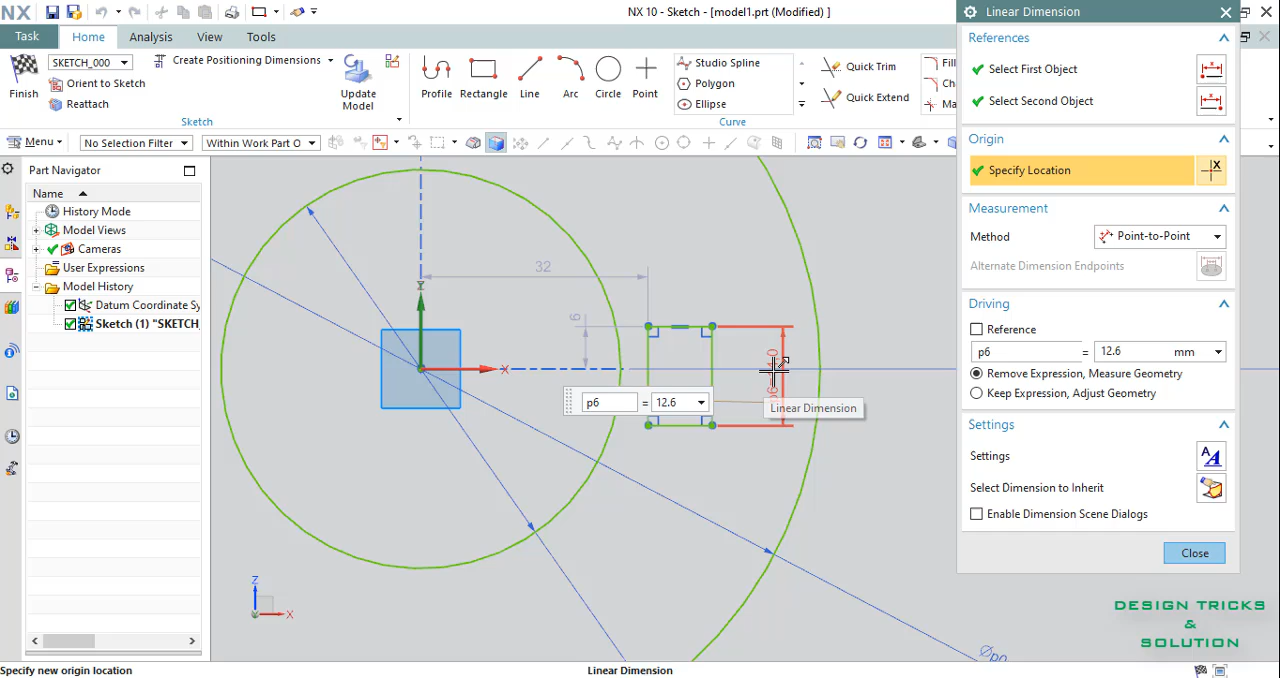 NX
NX 10 - Sketch - [model1.prt (Modified) ]
Task
Home
Analysis
View
Tools
Finish
SKETCH_000
Orient to Sketch
Reattach
Create Positioning Dimensions
Update
Model
Sketch
Profile
Rectangle
Line
Arc
Circle
Point
Studio Spline
Polygon
Ellipse
Quick Trim
Quick Extend
Fil
Ch
Ma
Curve
Menu
No Selection Filter
Within Work Part O
Part Navigator
Name
History Mode
Model Views
Cameras
User Expressions
Model History
Datum Coordinate Sy
Sketch (1) "SKETCH_
32
6
X
p6
=
12.6
Linear Dimension
Z
X
Øp0
Linear Dimension
References
Select First Object
Select Second Object
Origin
Specify Location
Measurement
Method
Point-to-Point
Alternate Dimension Endpoints
Driving
Reference
p6
=
12.6
mm
Remove Expression, Measure Geometry
Keep Expression, Adjust Geometry
Settings
Settings
Select Dimension to Inherit
Enable Dimension Scene Dialogs
Close
DESIGN TRICKS
&
SOLUTION
Specify new origin location
Linear Dimension